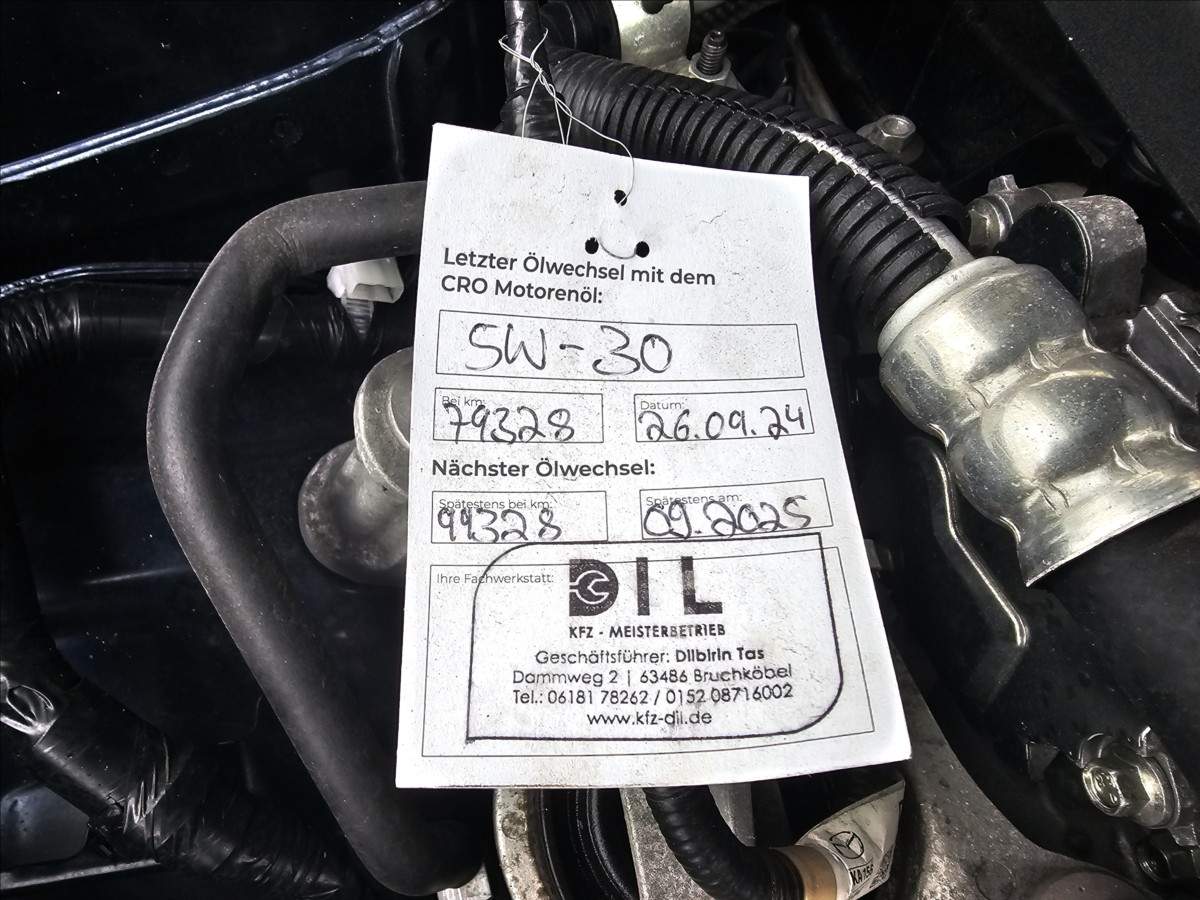 Letzter Ölwechsel mit dem
CRO Motorenöl:
5W-30
Bei km:
79328
Datum:
26.09.24
Nächster Ölwechsel:
Spätestens bei km:
99328
Spätestens am:
09.2025
Ihre Fachwerkstatt:
DIL
KFZ - MEISTERBETRIEB
Geschäftsführer: Dilbirin Tas
Dammweg 2 | 63486 Bruchköbel
Tel.: 06181 78262 / 0152 08716002
www.kfz-dil.de